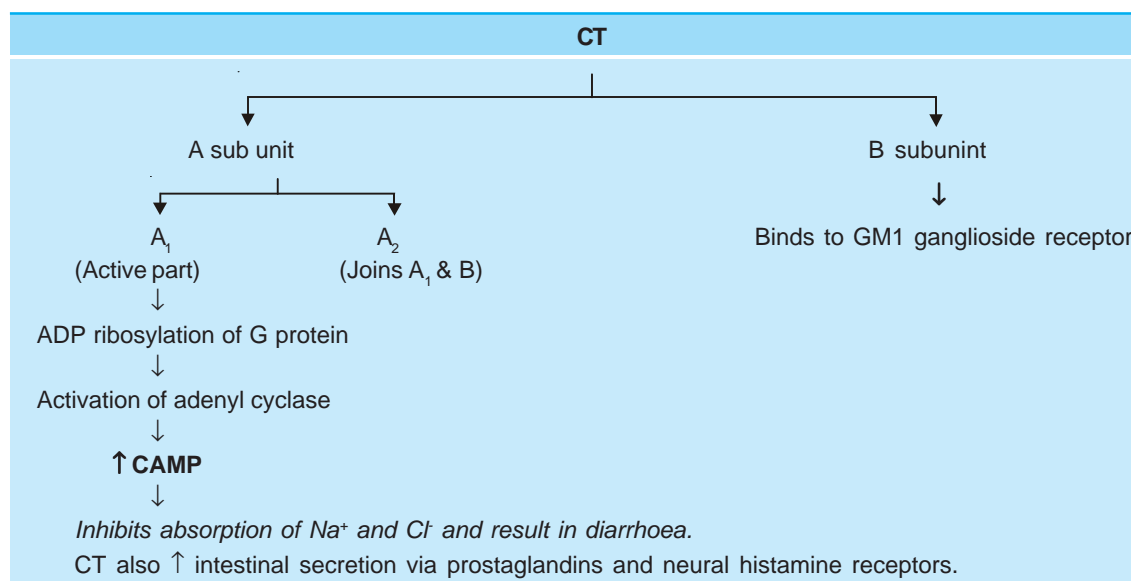 CT
A sub unit B subunint
↓
A₁ A₂ Binds to GM1 ganglioside receptor
(Active part) (Joins A₁ & B)
↓
ADP ribosylation of G protein
↓
Activation of adenyl cyclase
↓
↑ CAMP
↓
Inhibits absorption of Na⁺ and Cl⁻ and result in diarrhoea.
CT also ↑ intestinal secretion via prostaglandins and neural histamine receptors.